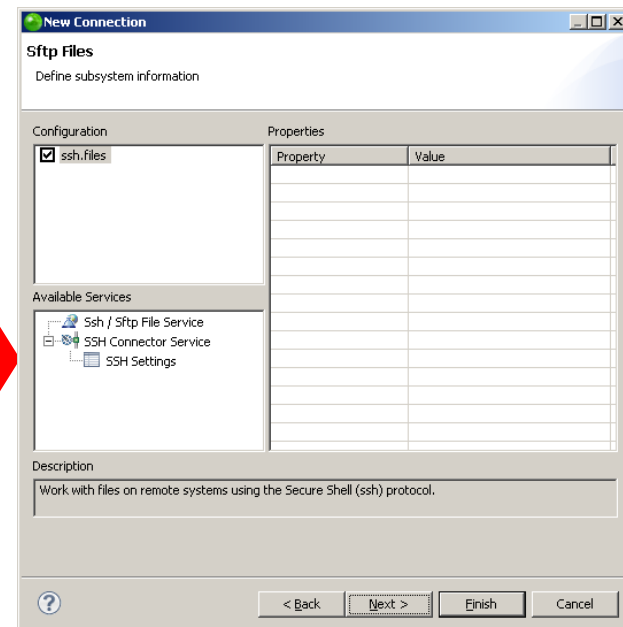 New Connection
Sftp Files
Define subsystem information
Configuration
Properties
ssh.files
Property Value
Available Services
Ssh / Sftp File Service
SSH Connector Service
SSH Settings
Description
Work with files on remote systems using the Secure Shell (ssh) protocol.
? < Back Next > Finish Cancel